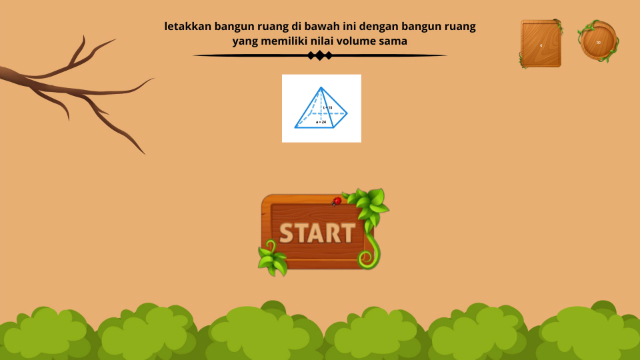 letakkan bangun ruang di bawah ini dengan bangun ruang
yang memiliki nilai volume sama
START